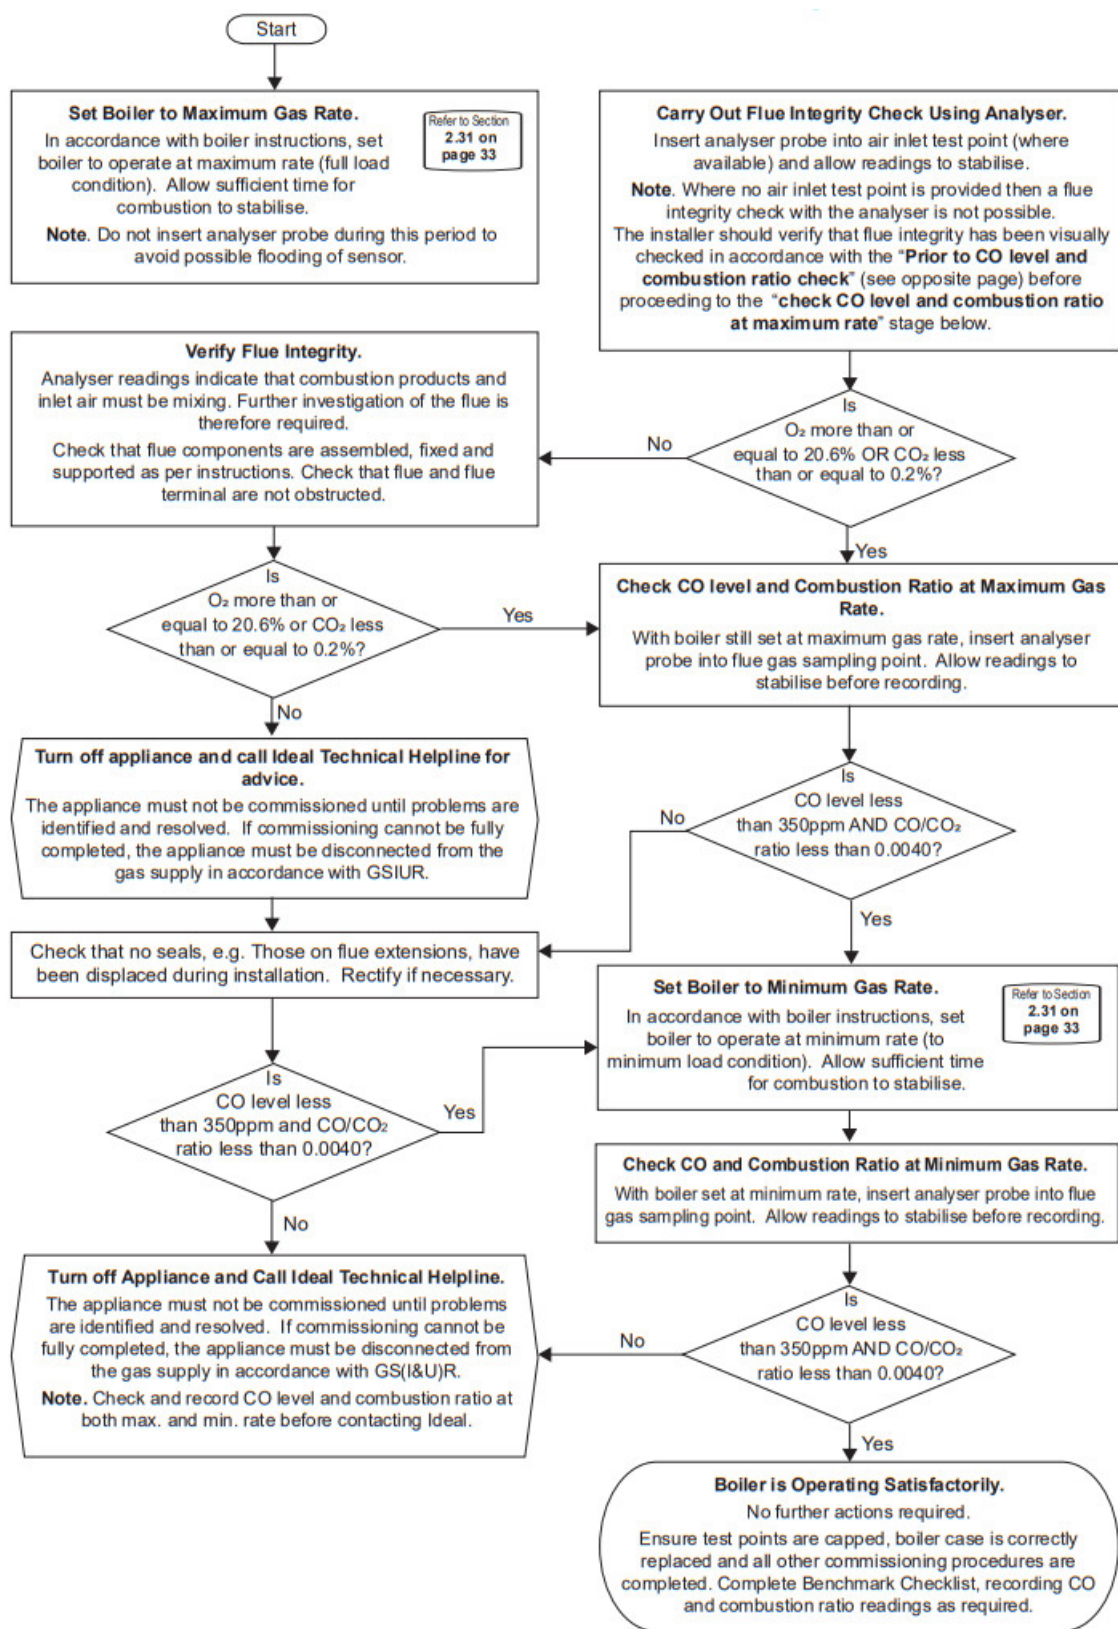 Start
Set Boiler to Maximum Gas Rate.
In accordance with boiler instructions, set
boiler to operate at maximum rate (full load
condition). Allow sufficient time for
combustion to stabilise.
Note. Do not insert analyser probe during this period to
avoid possible flooding of sensor.
Refer to Section
2.31 on
page 33
Carry Out Flue Integrity Check Using Analyser.
Insert analyser probe into air inlet test point (where
available) and allow readings to stabilise.
Note. Where no air inlet test point is provided then a flue
integrity check with the analyser is not possible.
The installer should verify that flue integrity has been visually
checked in accordance with the “Prior to CO level and
combustion ratio check” (see opposite page) before
proceeding to the “check CO level and combustion ratio
at maximum rate” stage below.
Verify Flue Integrity.
Analyser readings indicate that combustion products and
inlet air must be mixing. Further investigation of the flue is
therefore required.
Check that flue components are assembled, fixed and
supported as per instructions. Check that flue and flue
terminal are not obstructed.
No
Is
O₂ more than or
equal to 20.6% OR CO₂ less
than or equal to 0.2%?
Yes
Is
O₂ more than or
equal to 20.6% or CO₂ less
than or equal to 0.2%?
Yes
No
Check CO level and Combustion Ratio at Maximum Gas
Rate.
With boiler still set at maximum gas rate, insert analyser
probe into flue gas sampling point. Allow readings to
stabilise before recording.
Turn off appliance and call Ideal Technical Helpline for
advice.
The appliance must not be commissioned until problems are
identified and resolved. If commissioning cannot be fully
completed, the appliance must be disconnected from the
gas supply in accordance with GSIUR.
No
Is
CO level less
than 350ppm AND CO/CO₂
ratio less than 0.0040?
Yes
Check that no seals, e.g. Those on flue extensions, have
been displaced during installation. Rectify if necessary.
Set Boiler to Minimum Gas Rate.
In accordance with boiler instructions, set
boiler to operate at minimum rate (to
minimum load condition). Allow sufficient time
for combustion to stabilise.
Refer to Section
2.31 on
page 33
Is
CO level less
than 350ppm and CO/CO₂
ratio less than 0.0040?
Yes
No
Check CO and Combustion Ratio at Minimum Gas Rate.
With boiler set at minimum rate, insert analyser probe into flue
gas sampling point. Allow readings to stabilise before recording.
Turn off Appliance and Call Ideal Technical Helpline.
The appliance must not be commissioned until problems
are identified and resolved. If commissioning cannot be
fully completed, the appliance must be disconnected from
the gas supply in accordance with GS(I&U)R.
Note. Check and record CO level and combustion ratio at
both max. and min. rate before contacting Ideal.
No
Is
CO level less
than 350ppm AND CO/CO₂
ratio less than 0.0040?
Yes
Boiler is Operating Satisfactorily.
No further actions required.
Ensure test points are capped, boiler case is correctly
replaced and all other commissioning procedures are
completed. Complete Benchmark Checklist, recording CO
and combustion ratio readings as required.